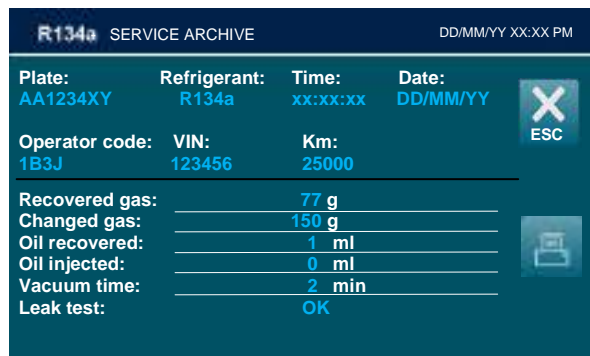 R134a SERVICE ARCHIVE DD/MM/YY XX:XX PM
Plate: Refrigerant: Time: Date:
AA1234XY R134a xx:xx:xx DD/MM/YY
ESC
Operator code: VIN: Km:
1B3J 123456 25000
Recovered gas: 77 g
Changed gas: 150 g
Oil recovered: 1 ml
Oil injected: 0 ml
Vacuum time: 2 min
Leak test: OK